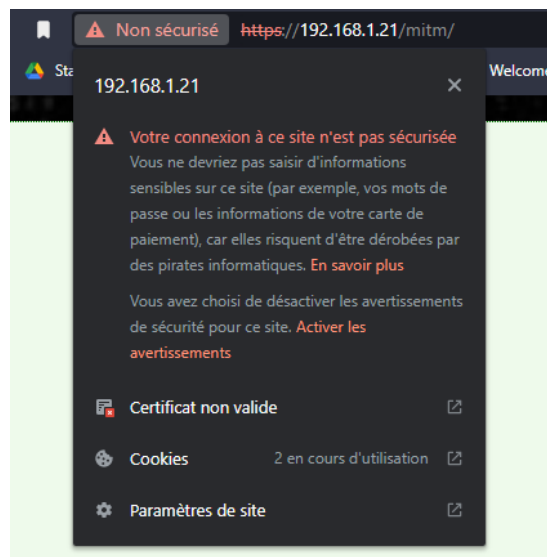 Non sécurisé https://192.168.1.21/mitm/
Sta
Welcome
192.168.1.21
Votre connexion à ce site n'est pas sécurisée
Vous ne devriez pas saisir d'informations
sensibles sur ce site (par exemple, vos mots de
passe ou les informations de votre carte de
paiement), car elles risquent d'être dérobées par
des pirates informatiques. En savoir plus
Vous avez choisi de désactiver les avertissements
de sécurité pour ce site. Activer les
avertissements
Certificat non valide
Cookies 2 en cours d'utilisation
Paramètres de site